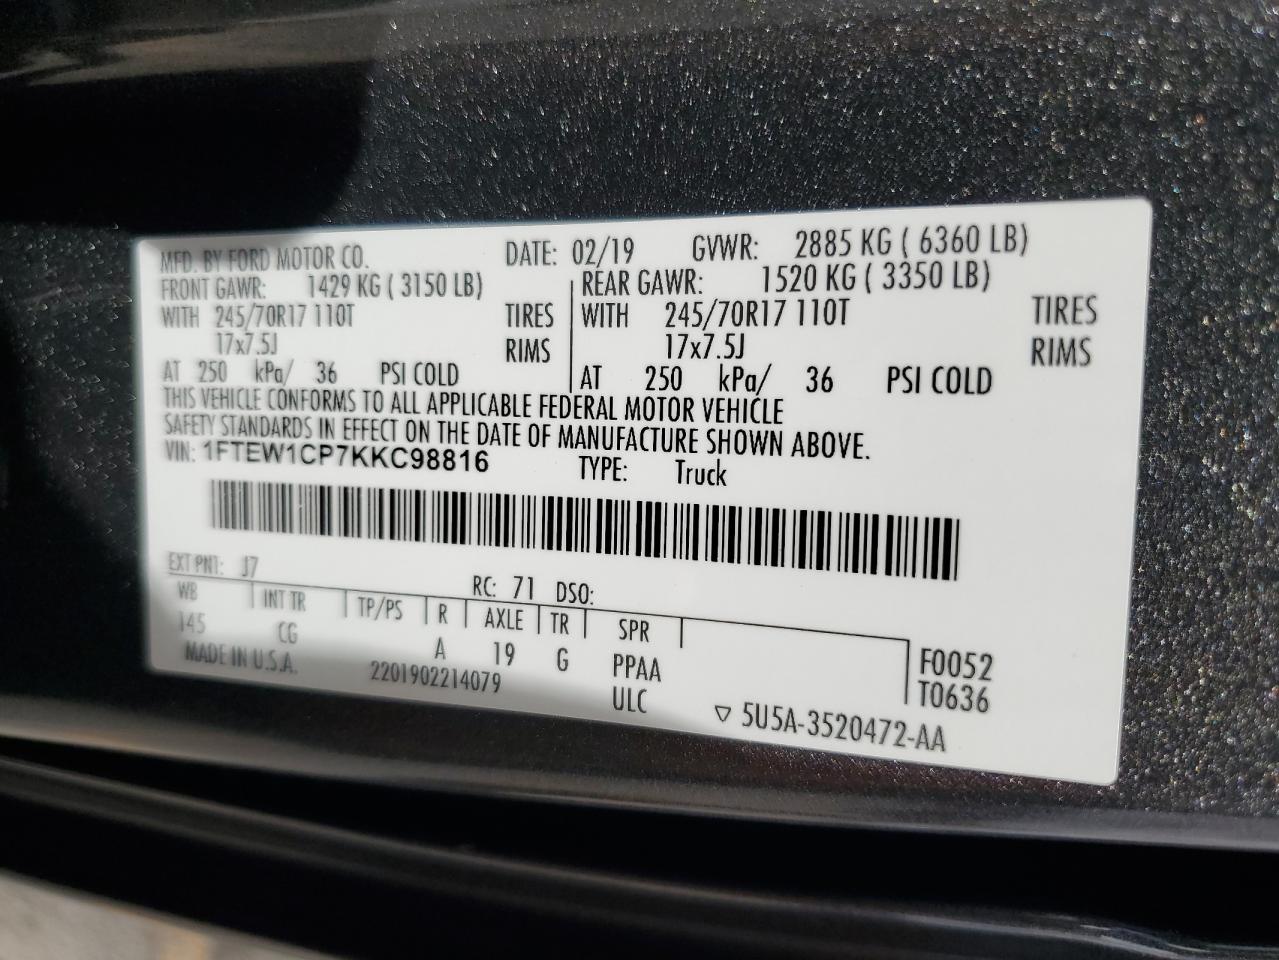 MFD. BY FORD MOTOR CO. DATE: 02/19 GVWR: 2885 KG ( 6360 LB)
FRONT GAWR: 1429 KG ( 3150 LB) REAR GAWR: 1520 KG ( 3350 LB)
WITH 245/70R17 110T TIRES WITH 245/70R17 110T TIRES
17x7.5J RIMS 17x7.5J RIMS
AT 250 kPa/ 36 PSI COLD AT 250 kPa/ 36 PSI COLD
THIS VEHICLE CONFORMS TO ALL APPLICABLE FEDERAL MOTOR VEHICLE
SAFETY STANDARDS IN EFFECT ON THE DATE OF MANUFACTURE SHOWN ABOVE.
VIN: 1FTEW1CP7KKC98816 TYPE: Truck
EXT PNT: J7 RC: 71 DSO:
WB INT TR TP/PS R AXLE TR SPR
145 CG A 19 G PPAA F0052
MADE IN U.S.A. 2201902214079 ULC T0636
▽ 5U5A-3520472-AA